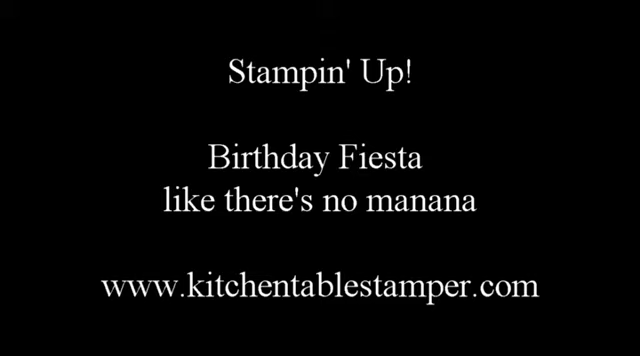 Stampin' Up!
Birthday Fiesta
like there's no manana
www.kitchentablestamper.com